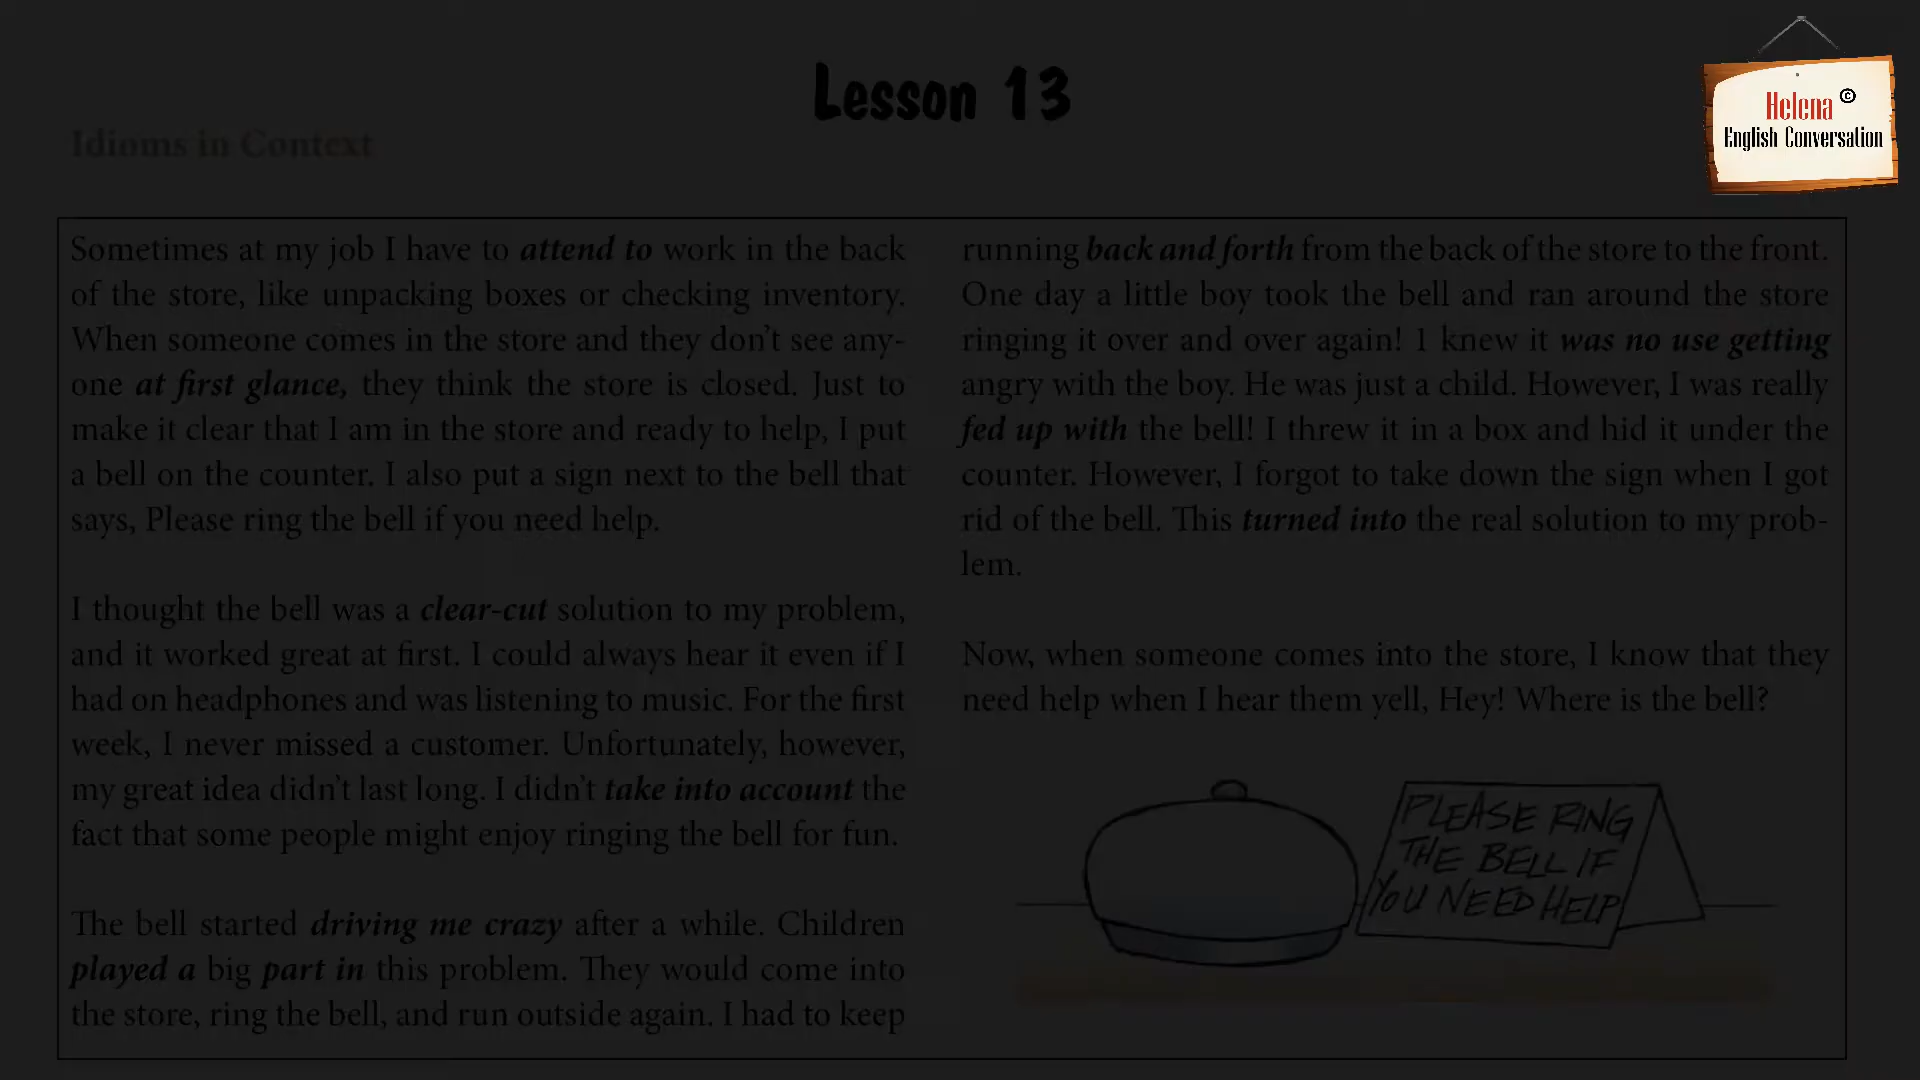 Lesson 13
Helena ©
English Conversation
Idioms in Context
Sometimes at my job I have to attend to work in the back
of the store, like unpacking boxes or checking inventory.
When someone comes in the store and they don't see any-
one at first glance, they think the store is closed. Just to
make it clear that I am in the store and ready to help, I put
a bell on the counter. I also put a sign next to the bell that
says, Please ring the bell if you need help.
I thought the bell was a clear-cut solution to my problem,
and it worked great at first. I could always hear it even if I
had on headphones and was listening to music. For the first
week, I never missed a customer. Unfortunately, however,
my great idea didn't last long. I didn't take into account the
fact that some people might enjoy ringing the bell for fun.
The bell started driving me crazy after a while. Children
played a big part in this problem. They would come into
the store, ring the bell, and run outside again. I had to keep
running back and forth from the back of the store to the front.
One day a little boy took the bell and ran around the store
ringing it over and over again! 1 knew it was no use getting
angry with the boy. He was just a child. However, I was really
fed up with the bell! I threw it in a box and hid it under the
counter. However, I forgot to take down the sign when I got
rid of the bell. This turned into the real solution to my prob-
lem.
Now, when someone comes into the store, I know that they
need help when I hear them yell, Hey! Where is the bell?
PLEASE RING
THE BELL IF
YOU NEED HELP